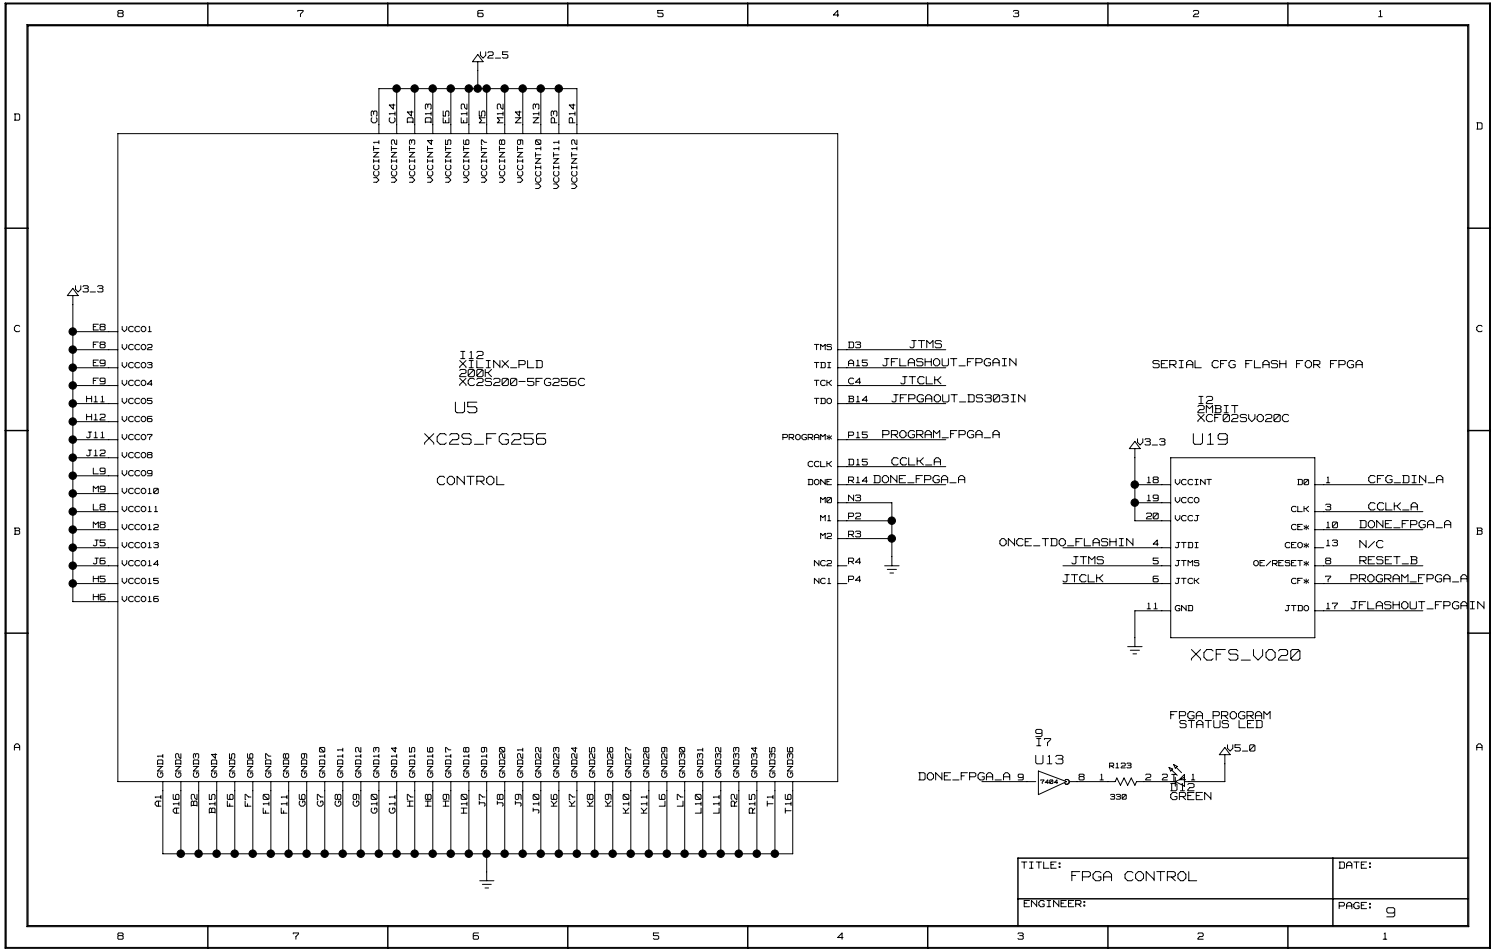 8 7 6 5 4 3 2 1
D
C
B
A
V2_5
C3 C14 D4 D13 E5 E12 M5 M12 N4 N13 P3 P14
VCCINT1 VCCINT2 VCCINT3 VCCINT4 VCCINT5 VCCINT6 VCCINT7 VCCINT8 VCCINT9 VCCINT10 VCCINT11 VCCINT12
V3_3
E8 VCCO1
F8 VCCO2
E9 VCCO3
F9 VCCO4
H11 VCCO5
H12 VCCO6
J11 VCCO7
J12 VCCO8
L9 VCCO9
M9 VCCO10
L8 VCCO11
M8 VCCO12
J5 VCCO13
J6 VCCO14
H5 VCCO15
H6 VCCO16
I12
XILINX_PLD
200K
XC2S200-5FG256C
U5
XC2S_FG256
CONTROL
TMS D3 JTMS
TDI A15 JFLASHOUT_FPGAIN
TCK C4 JTCLK
TDO B14 JFPGAOUT_DS303IN
PROGRAM* P15 PROGRAM_FPGA_A
CCLK D15 CCLK_A
DONE R14 DONE_FPGA_A
M0 N3
M1 P2
M2 R3
NC2 R4
NC1 P4
GND1 GND2 GND3 GND4 GND5 GND6 GND7 GND8 GND9 GND10 GND11 GND12 GND13 GND14 GND15 GND16 GND17 GND18 GND19 GND20 GND21 GND22 GND23 GND24 GND25 GND26 GND27 GND28 GND29 GND30 GND31 GND32 GND33 GND34 GND35 GND36
A1 A16 B2 B15 F6 F7 F10 F11 G6 G7 G8 G9 G10 G11 H7 H8 H9 H10 J7 J8 J9 J10 K6 K7 K8 K9 K10 K11 L6 L7 L10 L11 R2 R15 T1 T16
SERIAL CFG FLASH FOR FPGA
I2
2MBIT
XCF02SVO20C
U19
V3_3
18 VCCINT
19 VCCO
20 VCCJ
ONCE_TDO_FLASHIN 4 JTDI
JTMS 5 JTMS
JTCLK 6 JTCK
11 GND
D0 1 CFG_DIN_A
CLK 3 CCLK_A
CE* 10 DONE_FPGA_A
CEO* 13 N/C
OE/RESET* 8 RESET_B
CF* 7 PROGRAM_FPGA_A
JTDO 17 JFLASHOUT_FPGAIN
XCFS_VO20
FPGA PROGRAM
STATUS LED
9
I7
U13
V5_0
DONE_FPGA_A 9 7404 8 1 R123 2 2 1
330
D12
GREEN
TITLE: FPGA CONTROL
DATE:
ENGINEER:
PAGE: 9
D
C
B
A
8 7 6 5 4 3 2 1